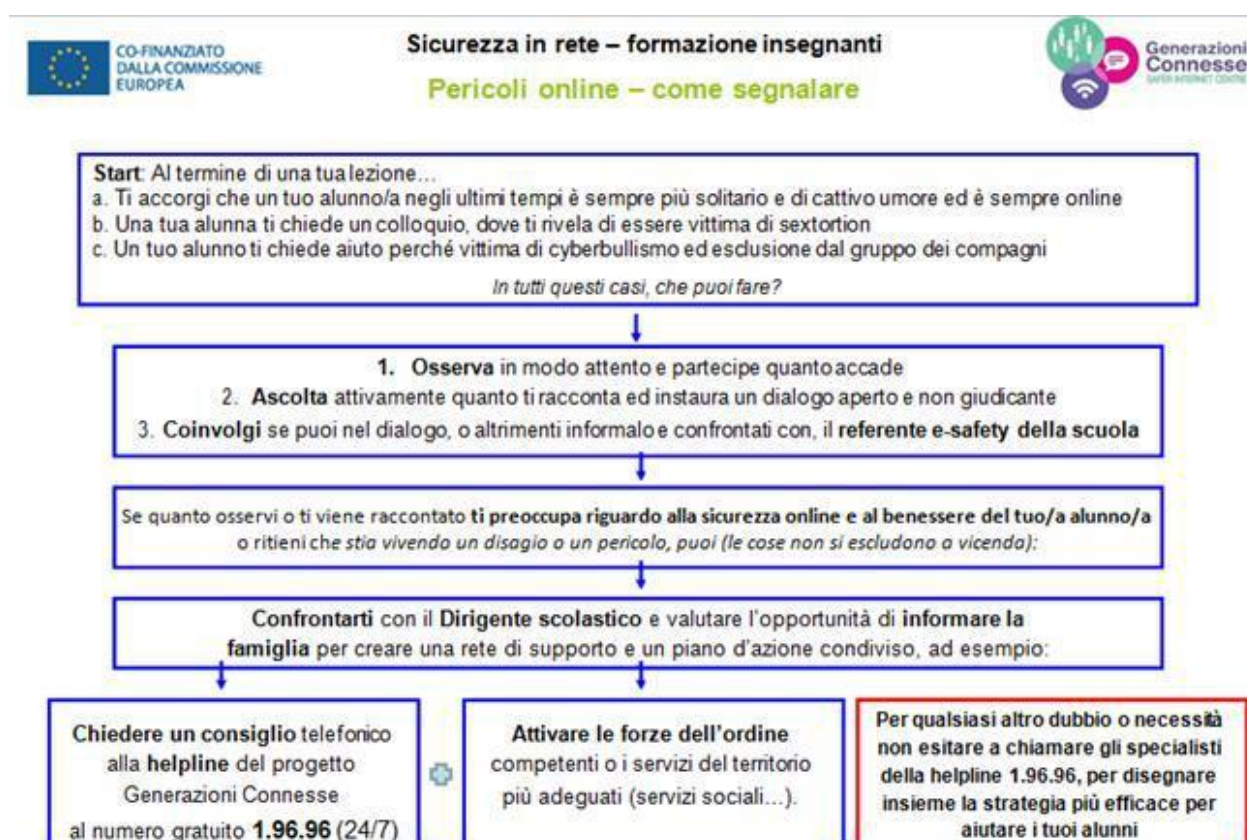 CO-FINANZIATO
DALLA COMMISSIONE
EUROPEA
Sicurezza in rete – formazione insegnanti
Pericoli online – come segnalare
Generazioni
Connesse
SAFER INTERNET CENTRE
Start: Al termine di una tua lezione…
a. Ti accorgi che un tuo alunno/a negli ultimi tempi è sempre più solitario e di cattivo umore ed è sempre online
b. Una tua alunna ti chiede un colloquio, dove ti rivela di essere vittima di sextortion
c. Un tuo alunno ti chiede aiuto perché vittima di cyberbullismo ed esclusione dal gruppo dei compagni
In tutti questi casi, che puoi fare?
1. Osserva in modo attento e partecipe quanto accade
2. Ascolta attivamente quanto ti racconta ed instaura un dialogo aperto e non giudicante
3. Coinvolgi se puoi nel dialogo, o altrimenti informalo e confrontati con, il referente e-safety della scuola
Se quanto osservi o ti viene raccontato ti preoccupa riguardo alla sicurezza online e al benessere del tuo/a alunno/a
o ritieni che stia vivendo un disagio o un pericolo, puoi (le cose non si escludono a vicenda):
Confrontarti con il Dirigente scolastico e valutare l'opportunità di informare la
famiglia per creare una rete di supporto e un piano d'azione condiviso, ad esempio:
Chiedere un consiglio telefonico
alla helpline del progetto
Generazioni Connesse
al numero gratuito 1.96.96 (24/7)
Attivare le forze dell'ordine
competenti o i servizi del territorio
più adeguati (servizi sociali…).
Per qualsiasi altro dubbio o necessità
non esitare a chiamare gli specialisti
della helpline 1.96.96, per disegnare
insieme la strategia più efficace per
aiutare i tuoi alunni